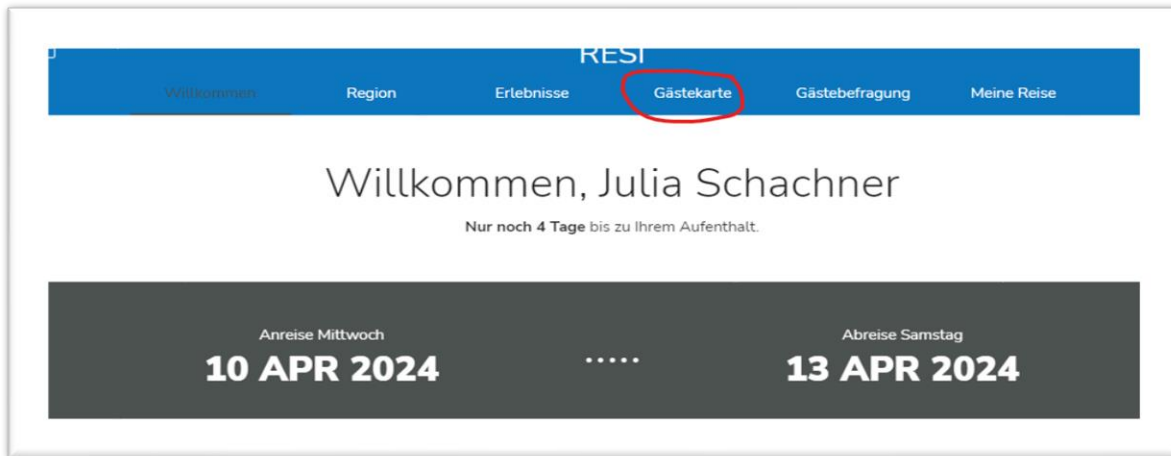 RESI
Willkommen Region Erlebnisse Gästekarte Gästebefragung Meine Reise
Willkommen, Julia Schachner
Nur noch 4 Tage bis zu Ihrem Aufenthalt.
Anreise Mittwoch Abreise Samstag
10 APR 2024 ..... 13 APR 2024